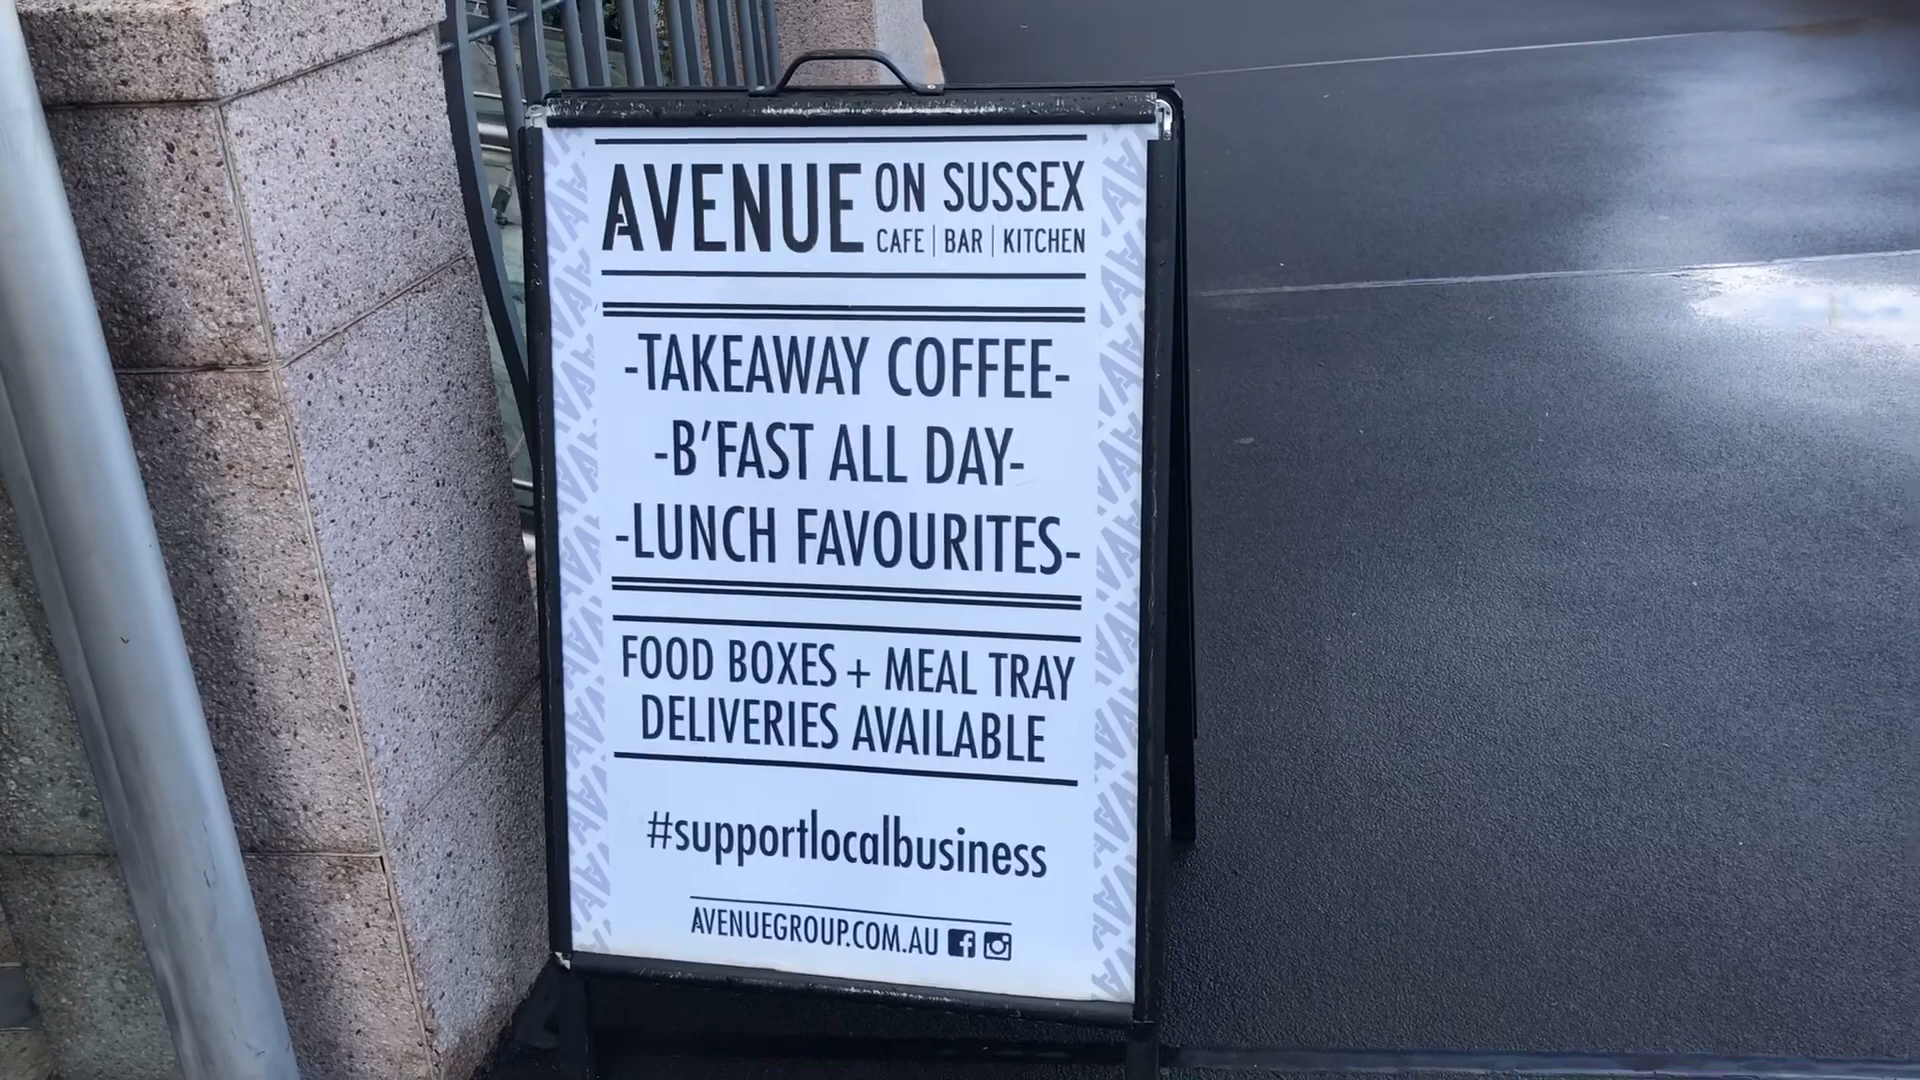 AVENUE ON SUSSEX
CAFE | BAR | KITCHEN
-TAKEAWAY COFFEE-
-B'FAST ALL DAY-
-LUNCH FAVOURITES-
FOOD BOXES + MEAL TRAY
DELIVERIES AVAILABLE
#supportlocalbusiness
AVENUEGROUP.COM.AU